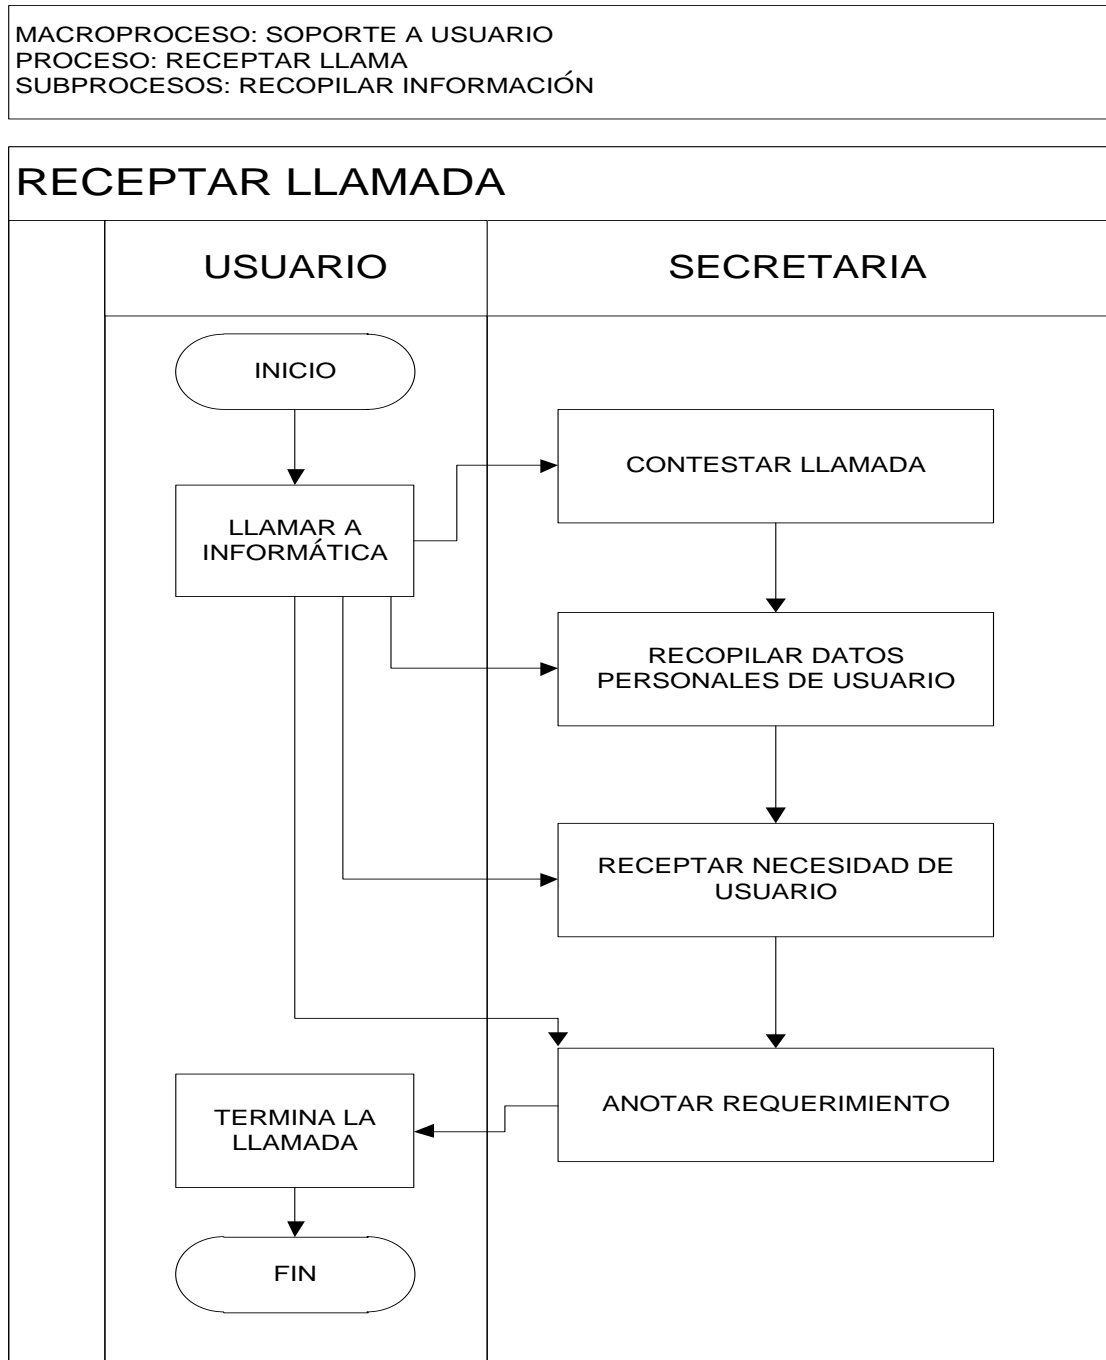 MACROPROCESO: SOPORTE A USUARIO
PROCESO: RECEPTAR LLAMA
SUBPROCESOS: RECOPILAR INFORMACIÓN
RECEPTAR LLAMADA
USUARIO
SECRETARIA
INICIO
CONTESTAR LLAMADA
LLAMAR A
INFORMÁTICA
RECOPILAR DATOS
PERSONALES DE USUARIO
RECEPTAR NECESIDAD DE
USUARIO
ANOTAR REQUERIMIENTO
TERMINA LA
LLAMADA
FIN